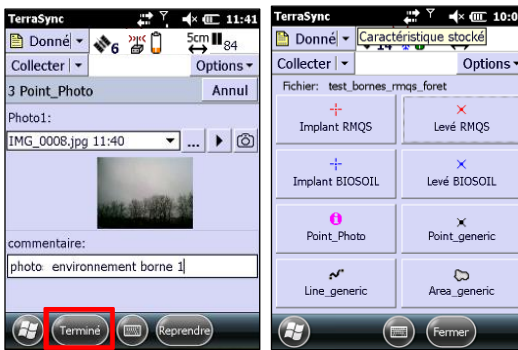 TerraSync 11:41
Donné 6 5cm 84
Collecter Options
3 Point_Photo Annul
Photo1:
IMG_0008.jpg 11:40 ...
commentaire:
photo: environnement borne 1
Terminé Reprendre
TerraSync 10:0
Donné Caractéristique stocké
Collecter Options
Fichier: test_bornes_rmqs_foret
Implant RMQS Levé RMQS
Implant BIOSOIL Levé BIOSOIL
Point_Photo Point_generic
Line_generic Area_generic
Fermer